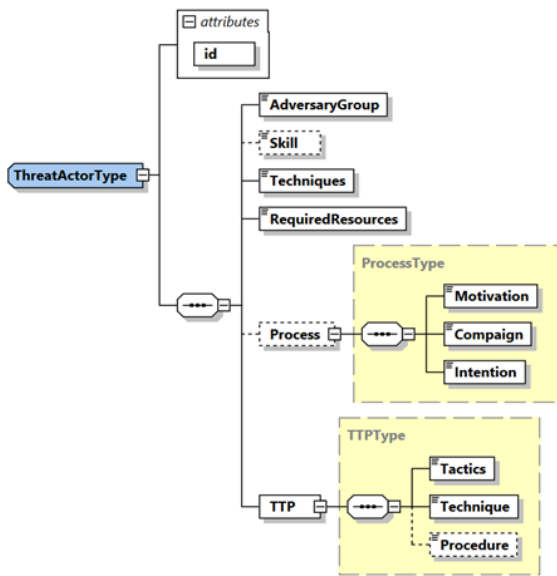 attributes
id
AdversaryGroup
Skill
ThreatActorType
Techniques
RequiredResources
ProcessType
Motivation
Process
Compaign
Intention
TTPType
Tactics
TTP
Technique
Procedure